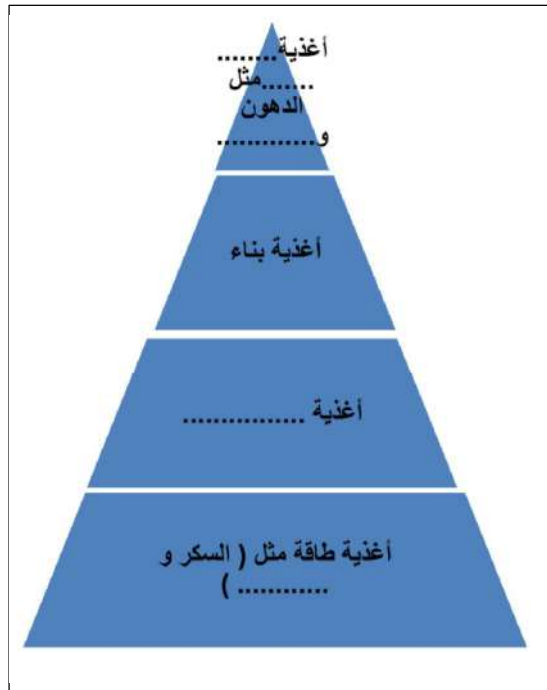 أغذية........
.......مثل
الدهون
و.............
أغذية بناء
أغذية ................
أغذية طاقة مثل ( السكر و
............ )